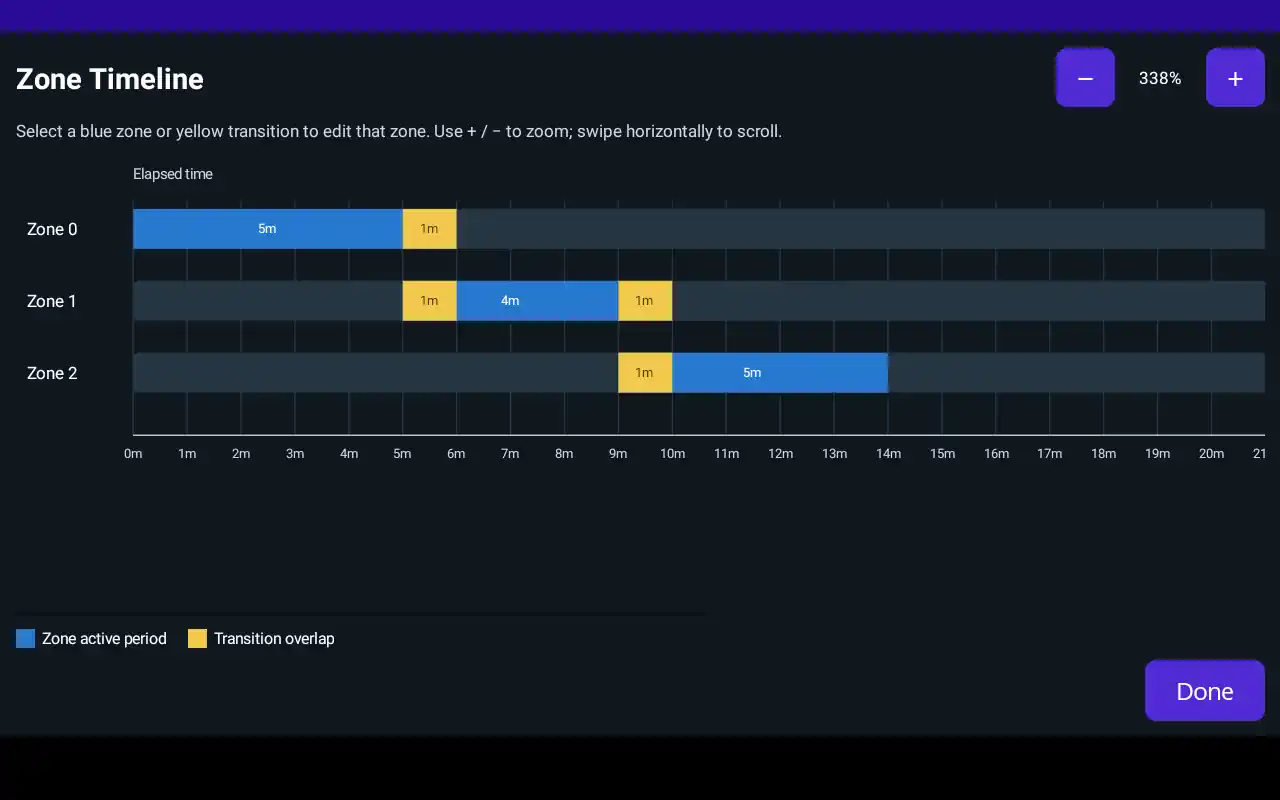 Zone Timeline
− 338% +
Select a blue zone or yellow transition to edit that zone. Use + / − to zoom; swipe horizontally to scroll.
Elapsed time
Zone 0 5m 1m
Zone 1 1m 4m 1m
Zone 2 1m 5m
0m 1m 2m 3m 4m 5m 6m 7m 8m 9m 10m 11m 12m 13m 14m 15m 16m 17m 18m 19m 20m 21
Zone active period Transition overlap
Done